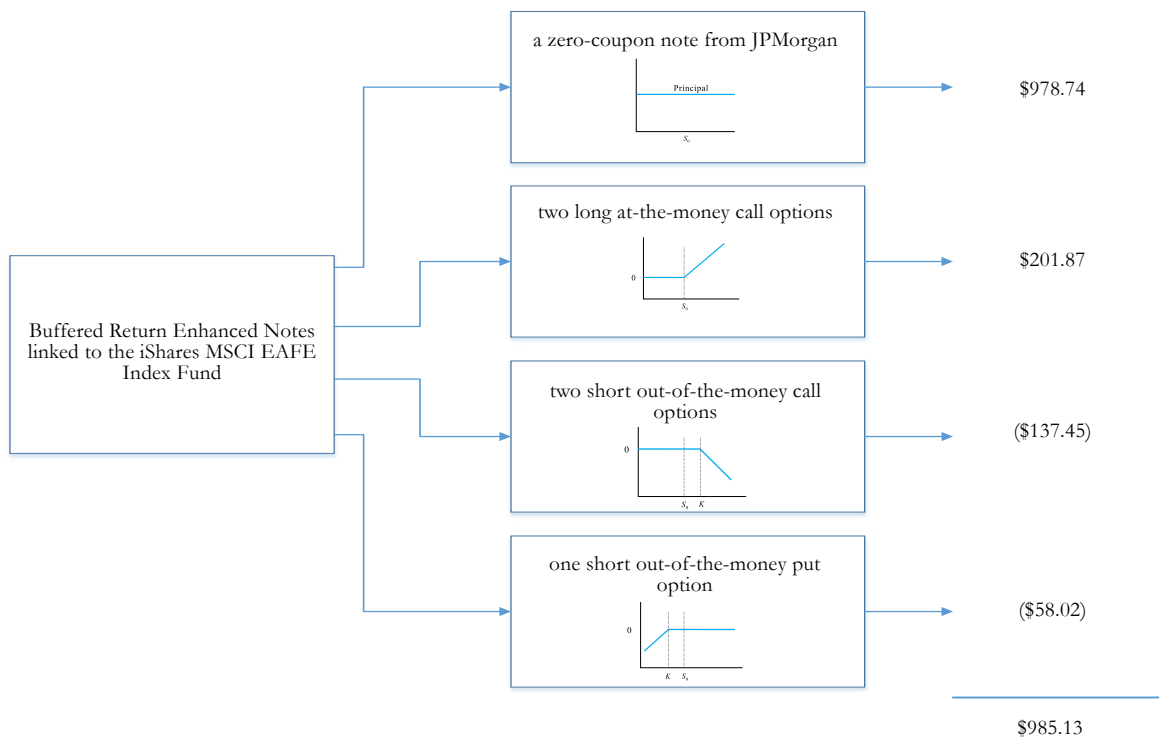 a zero-coupon note from JPMorgan
Principal
S₀
$978.74
two long at-the-money call options
0
S₀
$201.87
Buffered Return Enhanced Notes
linked to the iShares MSCI EAFE
Index Fund
two short out-of-the-money call
options
0
S₀ K
($137.45)
one short out-of-the-money put
option
0
K S₀
($58.02)
$985.13